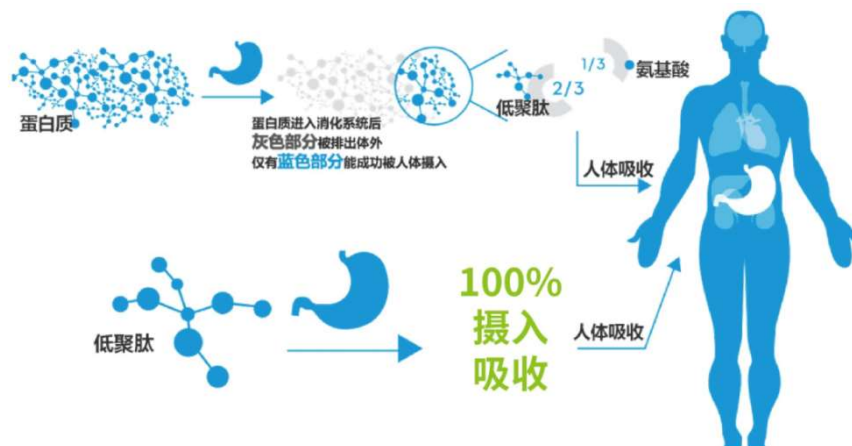 蛋白质
蛋白质进入消化系统后
灰色部分被排出体外
仅有蓝色部分能成功被人体摄入
低聚肽
2/3
1/3
氨基酸
人体吸收
低聚肽
100%
摄入
吸收
人体吸收